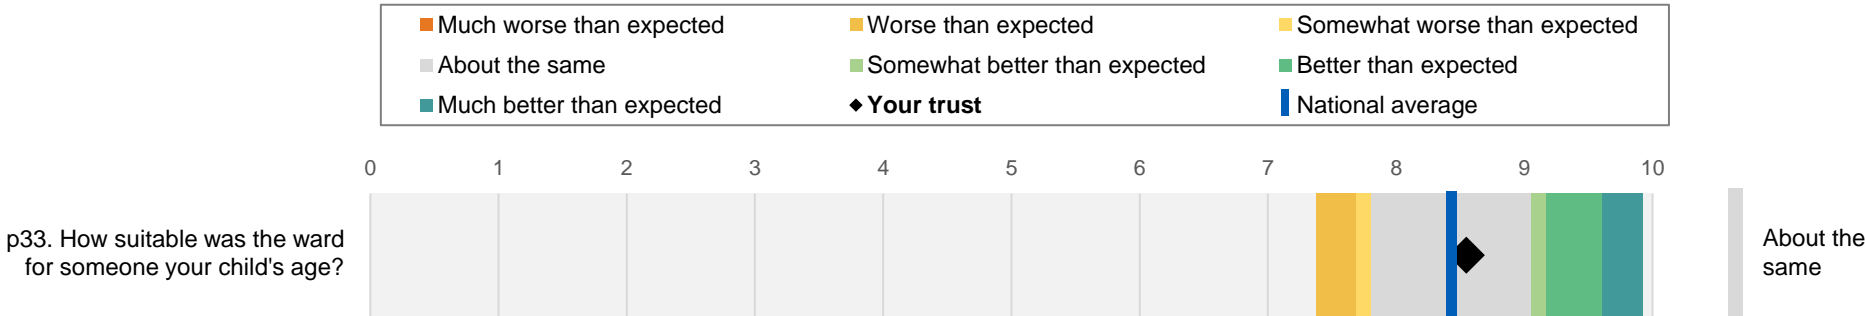 Much worse than expected
Worse than expected
Somewhat worse than expected
About the same
Somewhat better than expected
Better than expected
Much better than expected
Your trust
National average
0 1 2 3 4 5 6 7 8 9 10
p33. How suitable was the ward
for someone your child's age?
About the
same